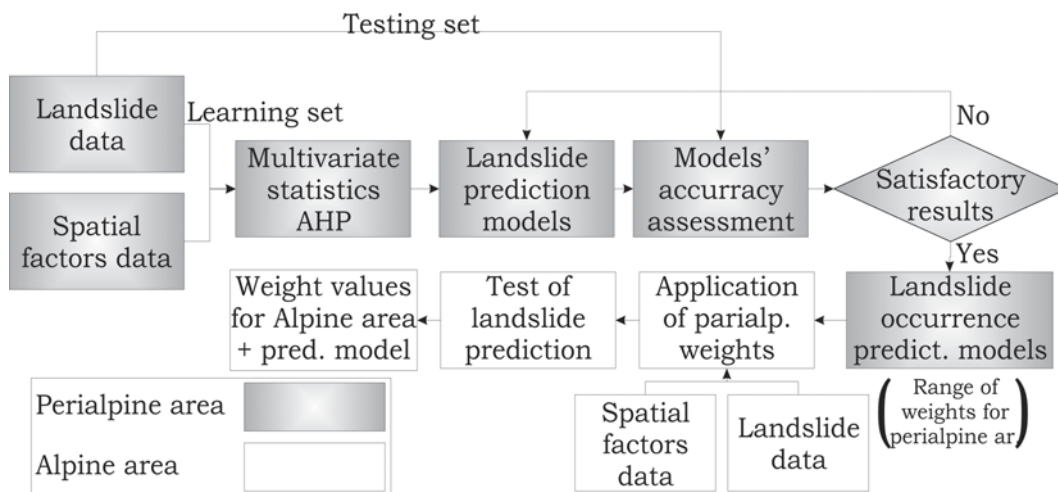 Testing set
Landslide
data
Learning set
Spatial
factors data
Multivariate
statistics
AHP
Landslide
prediction
models
Models'
accurracy
assessment
No
Satisfactory
results
Yes
Weight values
for Alpine area
+ pred. model
Test of
landslide
prediction
Application
of parialp.
weights
Landslide
occurrence
predict. models
Range of
weights for
perialpine ar
Spatial
factors
data
Landslide
data
Perialpine area
Alpine area